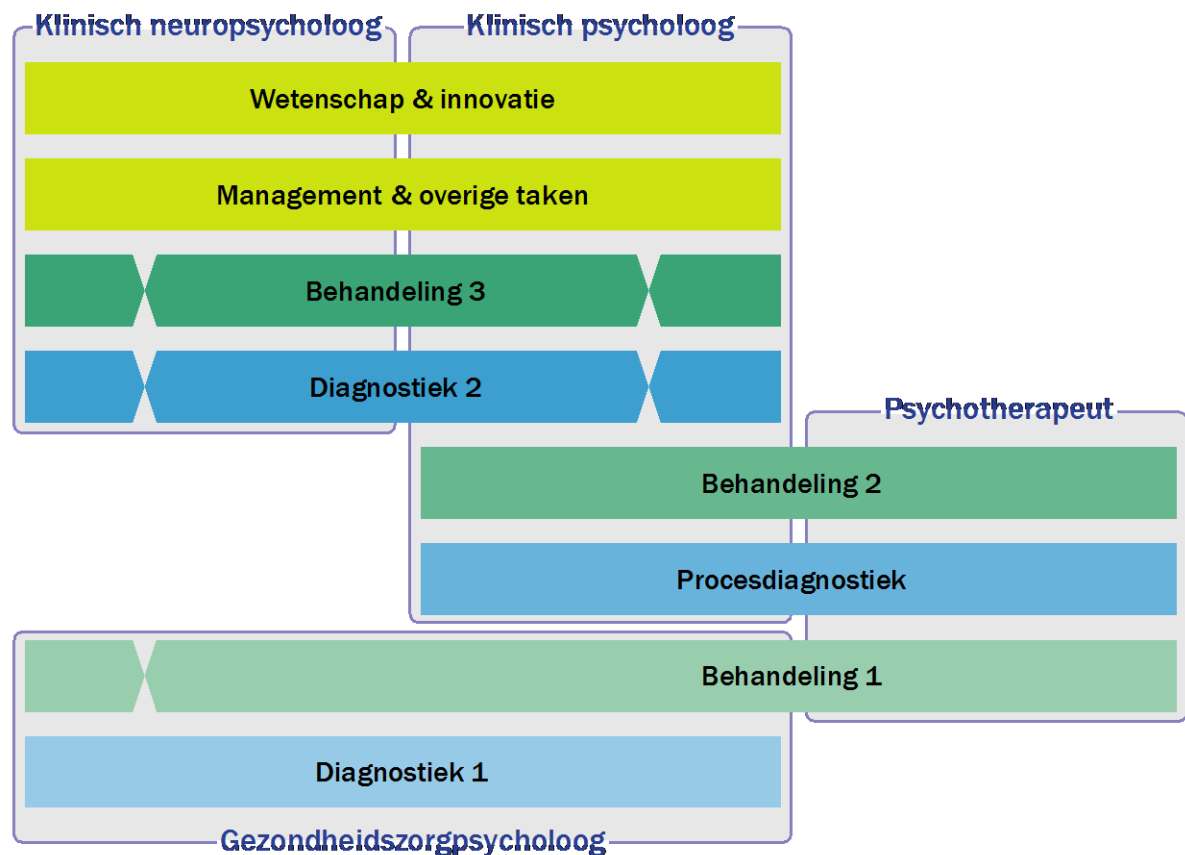 Klinisch neuropsycholoog
Klinisch psycholoog
Wetenschap & innovatie
Management & overige taken
Behandeling 3
Diagnostiek 2
Psychotherapeut
Behandeling 2
Procesdiagnostiek
Behandeling 1
Diagnostiek 1
Gezondheidszorgpsycholoog